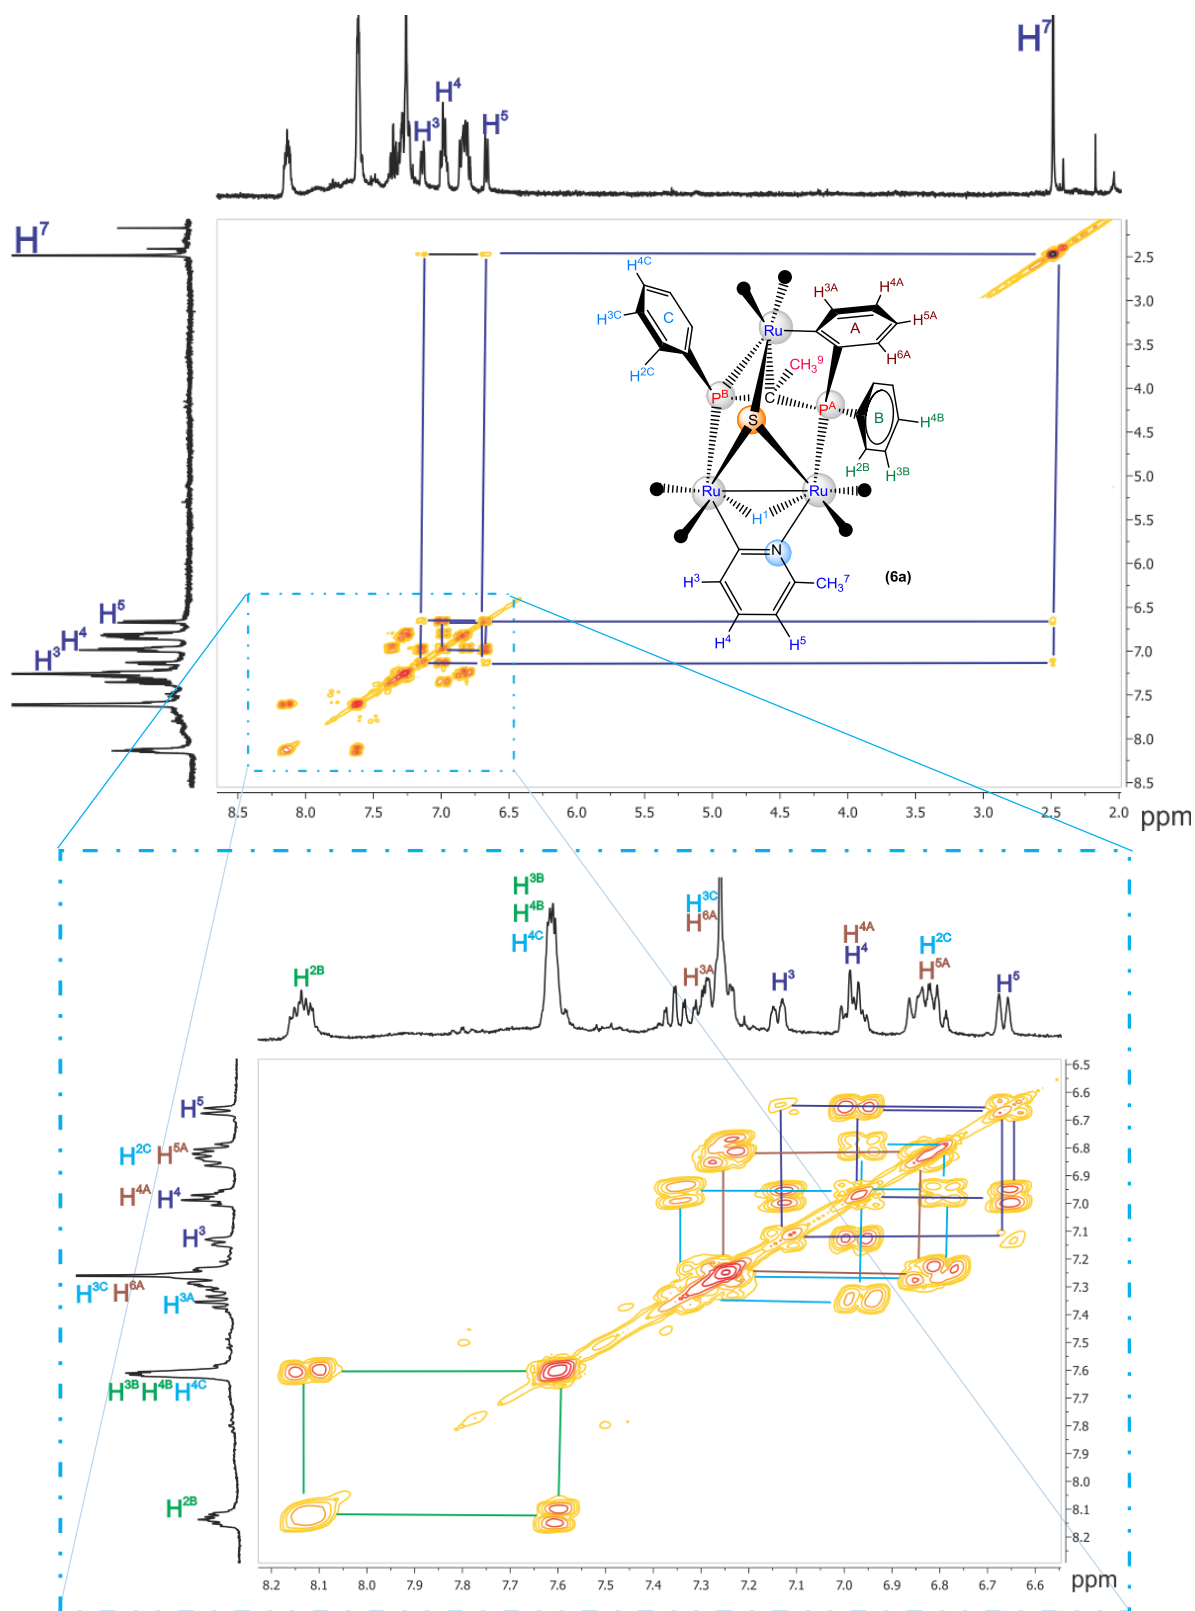 H⁷
H⁴
H³
H⁵
H⁷
2.5
3.0
3.5
4.0
4.5
5.0
5.5
6.0
6.5
7.0
7.5
8.0
8.5
H⁴ᶜ
H³ᶜ
C
H²ᶜ
Ru
H³ᴬ
H⁴ᴬ
A
H⁵ᴬ
H⁶ᴬ
CH₃⁹
Pᴮ
C
Pᴬ
S
B
H⁴ᴮ
H²ᴮ
H³ᴮ
Ru
Ru
H¹
N
H³
CH₃⁷
(6a)
H⁴
H⁵
H⁵
H⁴
H³
8.5 8.0 7.5 7.0 6.5 6.0 5.5 5.0 4.5 4.0 3.5 3.0 2.5 2.0
ppm
H³ᴮ
H⁴ᴮ
H⁴ᶜ
H²ᴮ
H³ᶜ
H⁶ᴬ
H³ᴬ
H³
H⁴ᴬ
H⁴
H²ᶜ
H⁵ᴬ
H⁵
H⁵
H²ᶜ H⁵ᴬ
H⁴ᴬ H⁴
H³
H³ᶜ H⁶ᴬ
H³ᴬ
H³ᴮ H⁴ᴮ H⁴ᶜ
H²ᴮ
6.5
6.6
6.7
6.8
6.9
7.0
7.1
7.2
7.3
7.4
7.5
7.6
7.7
7.8
7.9
8.0
8.1
8.2
8.2 8.1 8.0 7.9 7.8 7.7 7.6 7.5 7.4 7.3 7.2 7.1 7.0 6.9 6.8 6.7 6.6
ppm